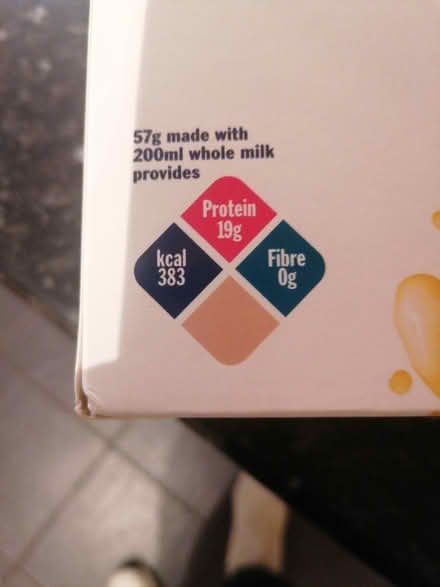 57g made with
200ml whole milk
provides
Protein
19g
kcal
383
Fibre
0g